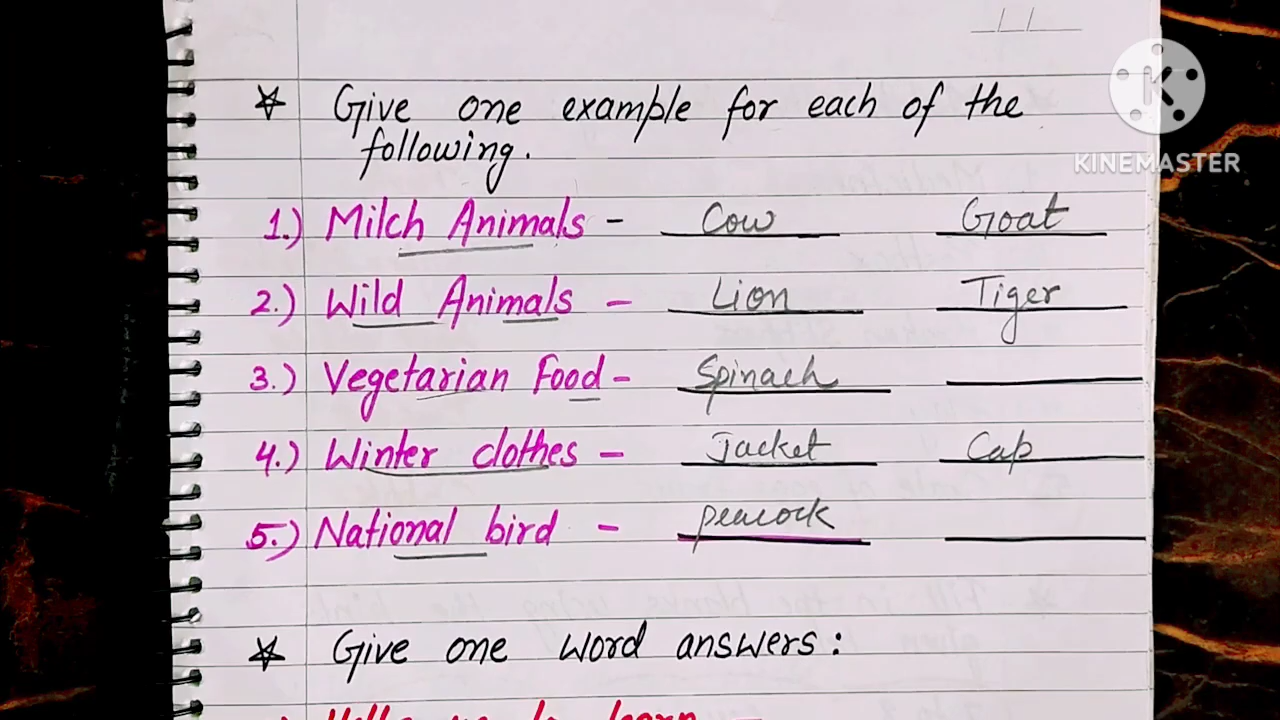 ☆ Give one example for each of the
following.
KINEMASTER
1.) Milch Animals - Cow Goat
2.) Wild Animals - Lion Tiger
3.) Vegetarian Food - Spinach
4.) Winter clothes - Jacket Cap
5.) National bird - peacock
☆ Give one word answers: